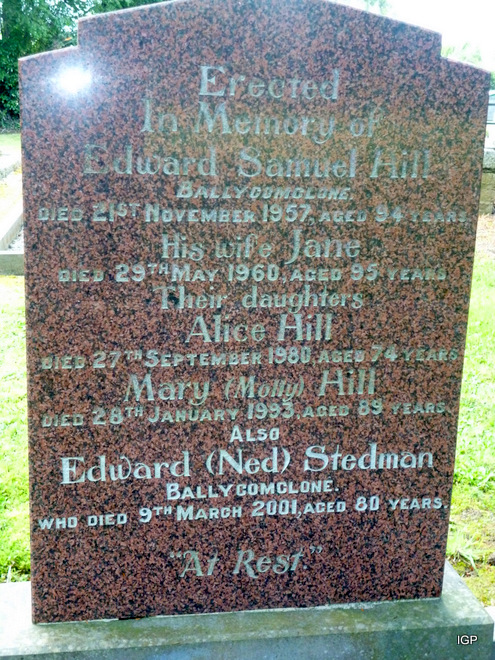 Erected
In Memory of
Edward Samuel Hill
BALLYCOMCLONE.
DIED 21ST NOVEMBER 1957, AGED 94 YEARS.
His wife Jane
DIED 29TH MAY 1960, AGED 95 YEARS
Their daughters
Alice Hill
DIED 27TH SEPTEMBER 1980 AGED 74 YEARS.
Mary (Molly) Hill
DIED 28TH JANUARY 1993 AGED 89 YEARS
ALSO
Edward (Ned) Stedman
BALLYCOMCLONE.
WHO DIED 9TH MARCH 2001, AGED 80 YEARS.
"At Rest"
IGP